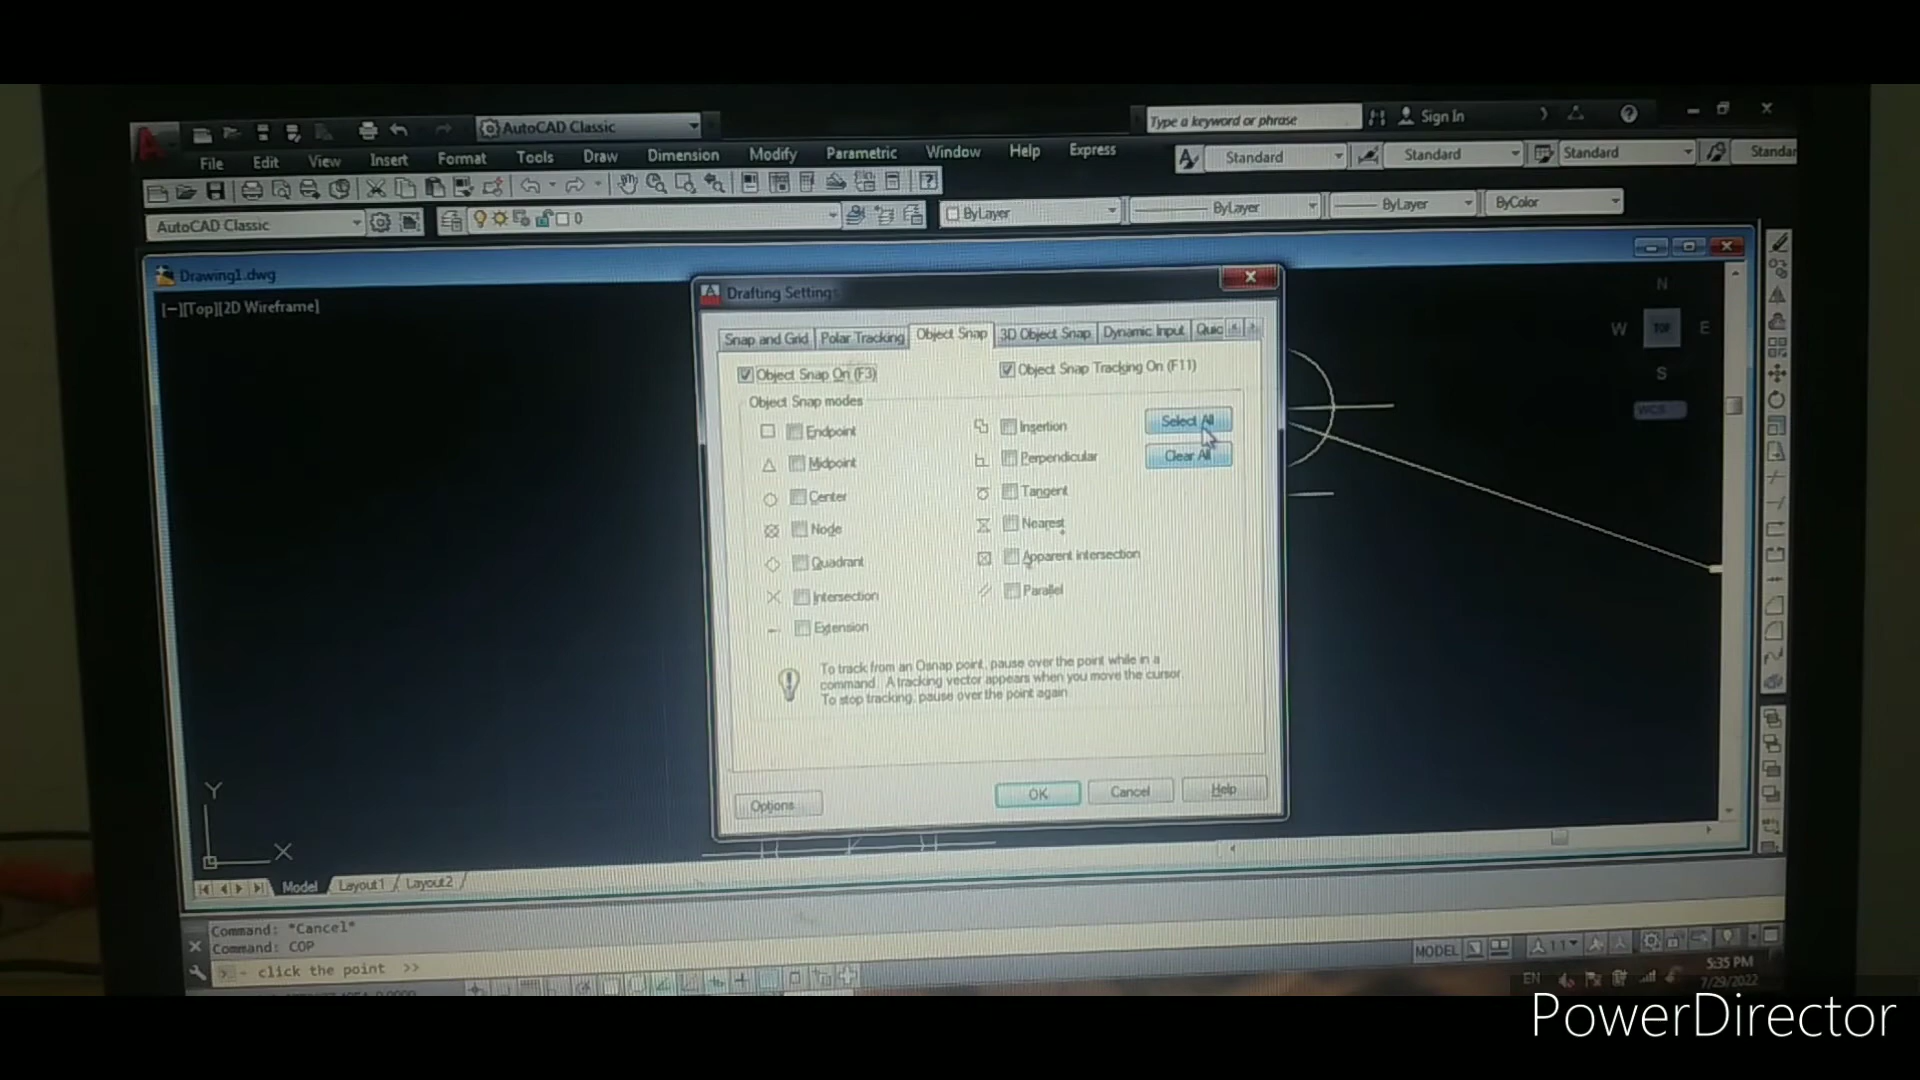 AutoCAD Classic
Type a keyword or phrase
Sign In
File Edit View Insert Format Tools Draw Dimension Modify Parametric Window Help Express
Standard Standard Standard
AutoCAD Classic
0
ByLayer ByLayer ByLayer ByColor
Drawing1.dwg
[−][Top][2D Wireframe]
N
W TOP E
S
WCS
Drafting Settings
Snap and Grid Polar Tracking Object Snap 3D Object Snap Dynamic Input Quic
Object Snap On (F3) Object Snap Tracking On (F11)
Object Snap modes
Endpoint Insertion Select All
Midpoint Perpendicular Clear All
Center Tangent
Node Nearest
Quadrant Apparent intersection
Intersection Parallel
Extension
To track from an Osnap point, pause over the point while in a
command. A tracking vector appears when you move the cursor.
To stop tracking, pause over the point again
Options OK Cancel Help
Y
X
Model Layout1 Layout2
Command: *Cancel*
Command: COP
click the point >>
MODEL
EN
5:35 PM
7/29/2022
PowerDirector